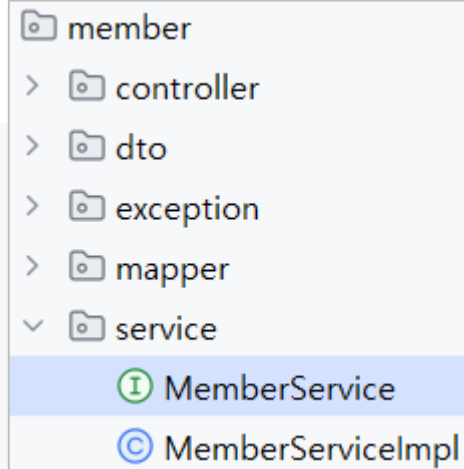 member
controller
dto
exception
mapper
service
I MemberService
C MemberServiceImpl